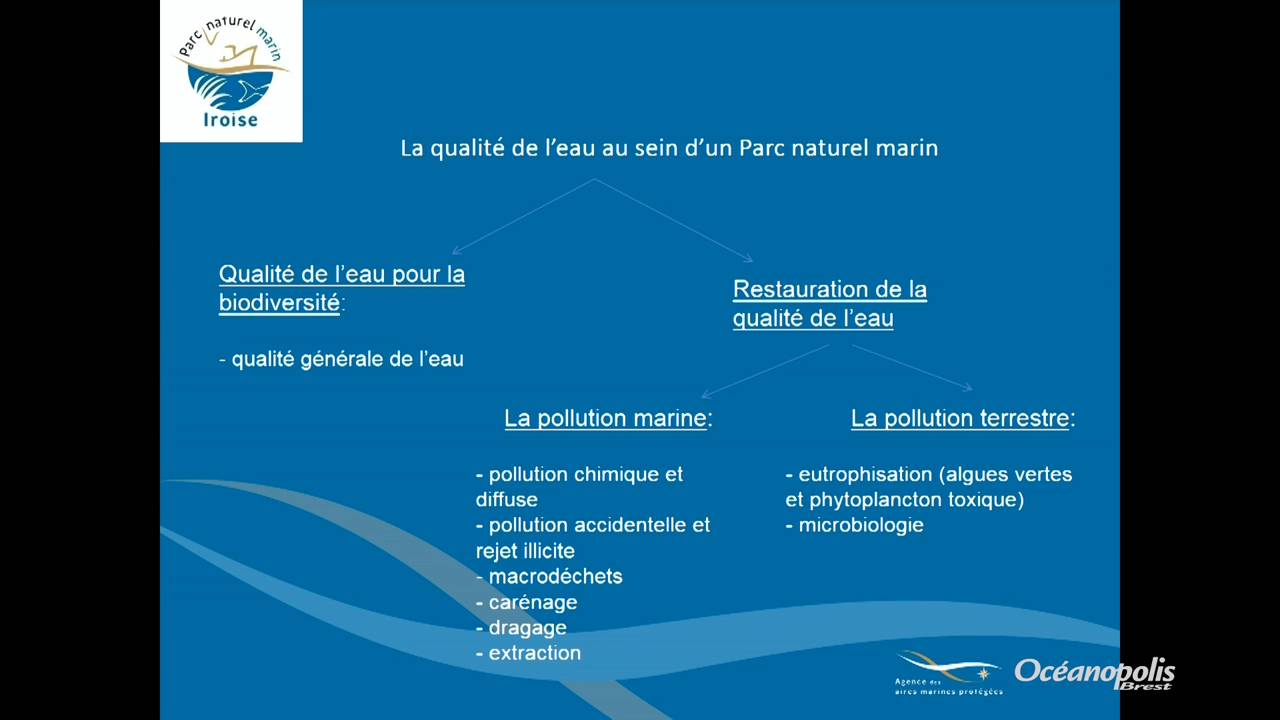 Parc naturel marin
Iroise
La qualité de l'eau au sein d'un Parc naturel marin
Qualité de l'eau pour la
biodiversité:
- qualité générale de l'eau
Restauration de la
qualité de l'eau
La pollution marine:
- pollution chimique et
diffuse
- pollution accidentelle et
rejet illicite
- macrodéchets
- carénage
- dragage
- extraction
La pollution terrestre:
- eutrophisation (algues vertes
et phytoplancton toxique)
- microbiologie
Agence des
aires marines protégées
Océanopolis
Brest